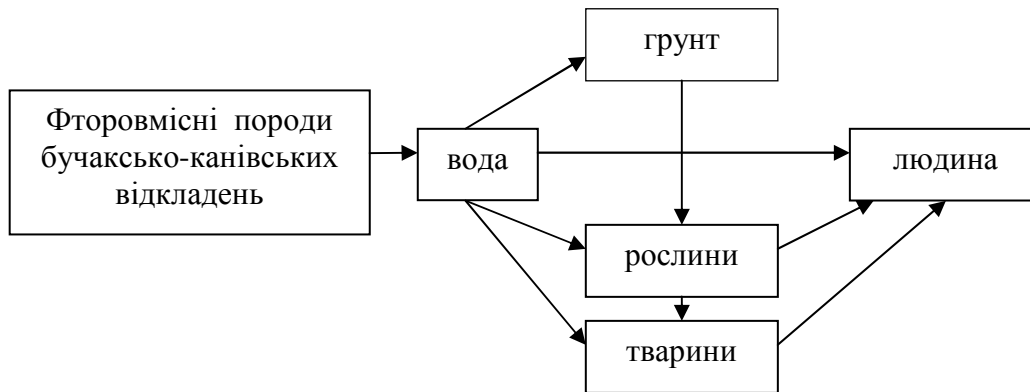 грунт
Фторовмісні породи
бучаксько-канівських
відкладень
вода
людина
рослини
тварини